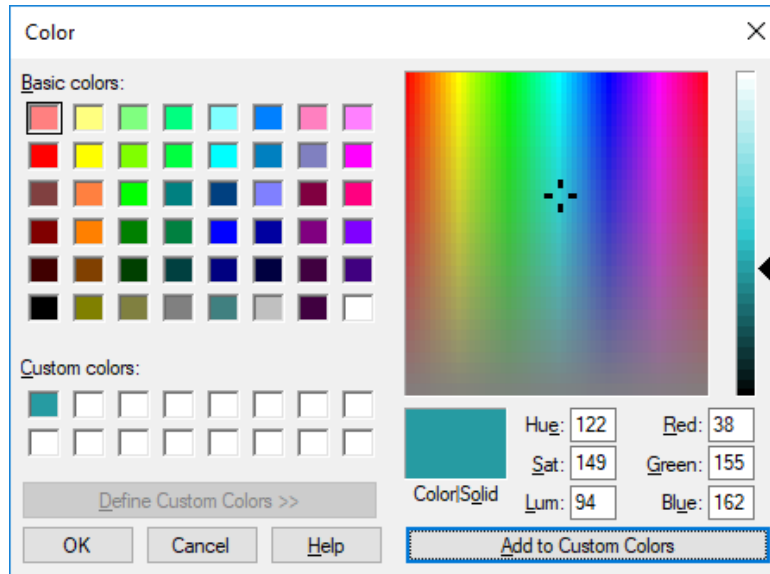 Color
Basic colors:
Custom colors:
Define Custom Colors >>
OK Cancel Help
Color|Solid
Hue: 122 Red: 38
Sat: 149 Green: 155
Lum: 94 Blue: 162
Add to Custom Colors